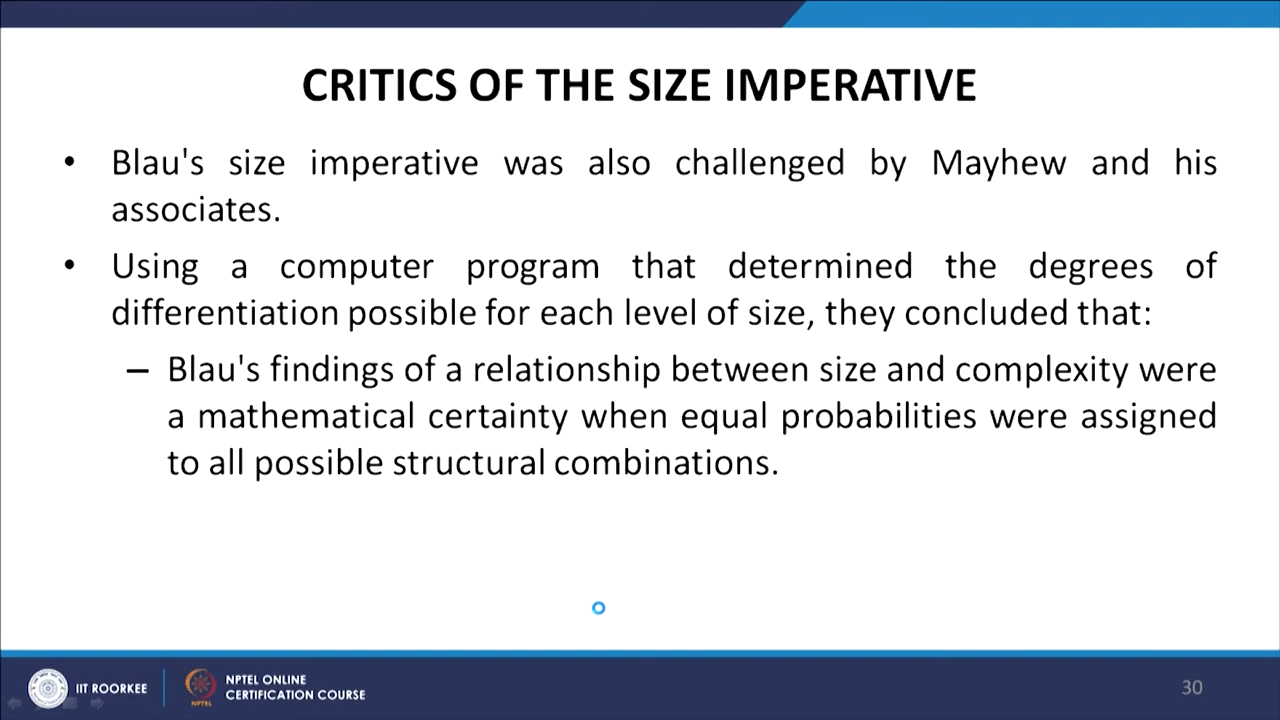 CRITICS OF THE SIZE IMPERATIVE
• Blau's size imperative was also challenged by Mayhew and his
associates.
• Using a computer program that determined the degrees of
differentiation possible for each level of size, they concluded that:
– Blau's findings of a relationship between size and complexity were
a mathematical certainty when equal probabilities were assigned
to all possible structural combinations.
IIT ROORKEE
NPTEL
NPTEL ONLINE
CERTIFICATION COURSE
30